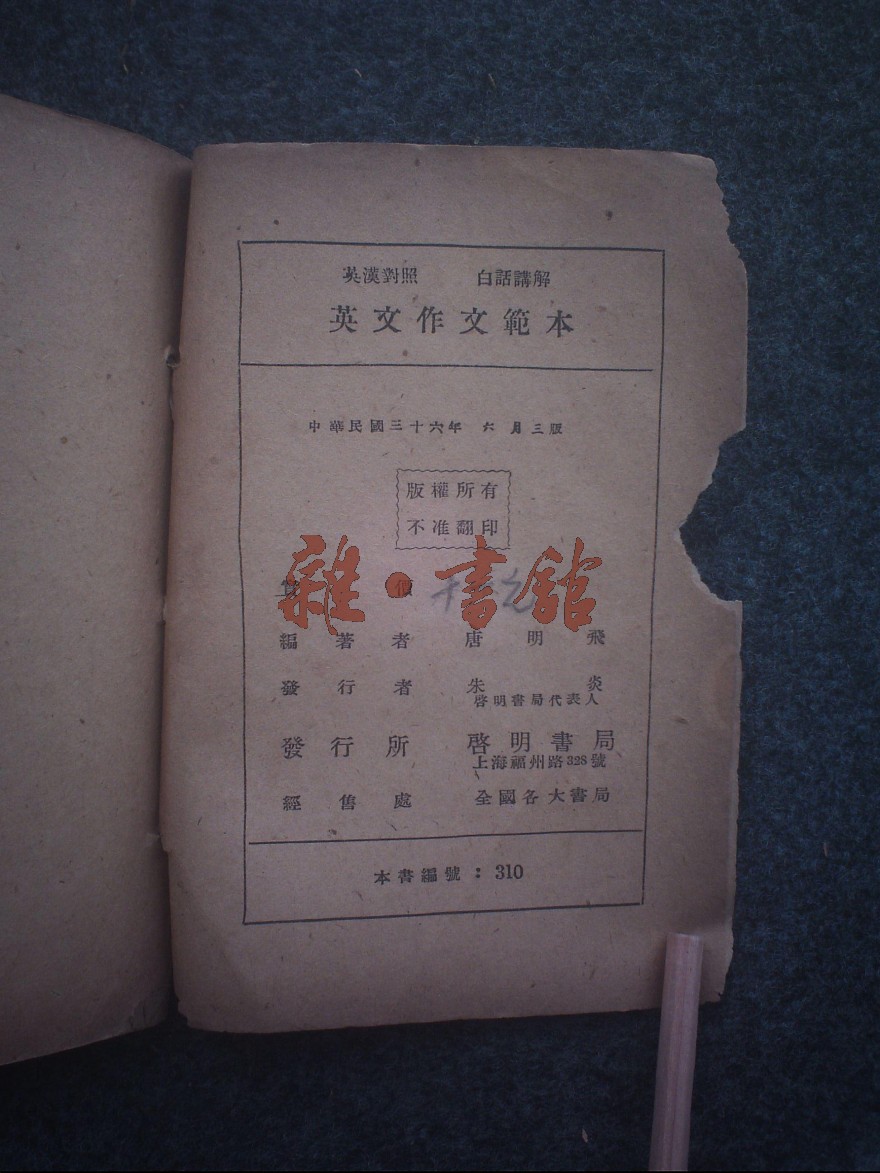 英漢對照 白話講解
英文作文範本
中華民國三十六年 六月三版
版權所有
不准翻印
雜·書館
編著者 唐明飛
發行者 朱炎
啓明書局代表人
發行所 啓明書局
上海福州路328號
經售處 全國各大書局
本書編號：310